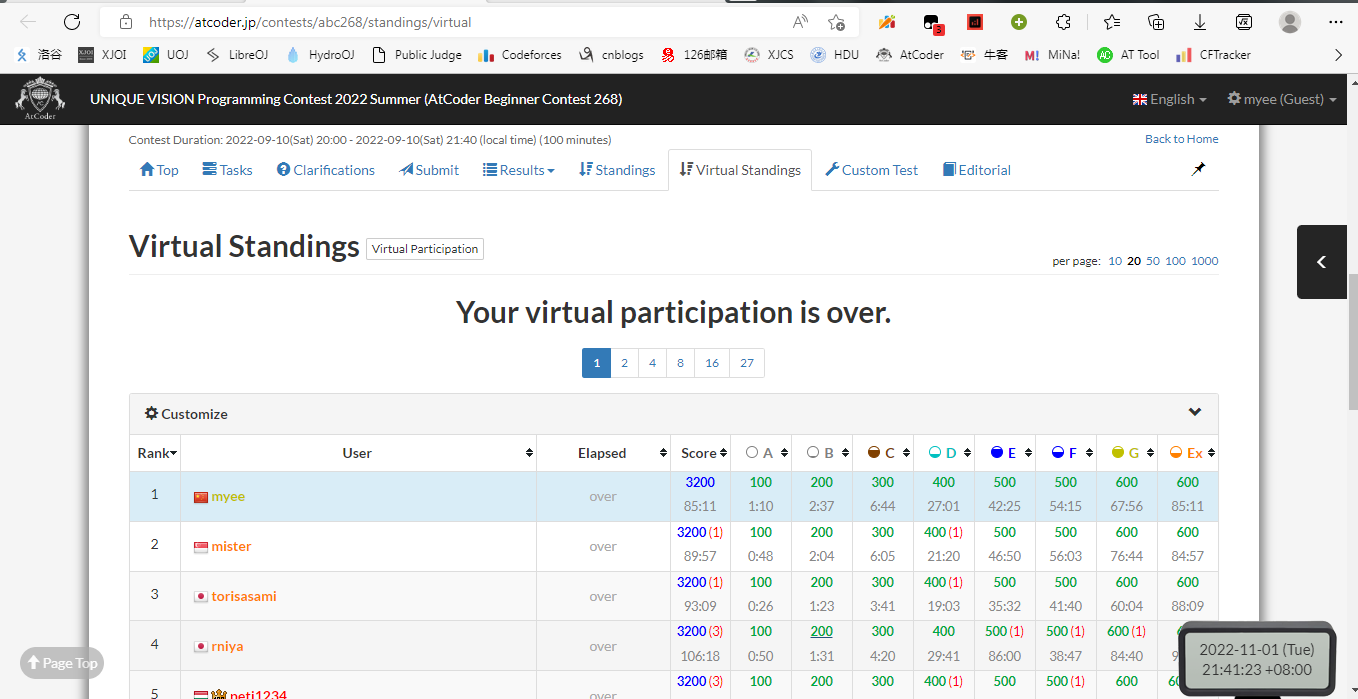 https://atcoder.jp/contests/abc268/standings/virtual
洛谷 XJOI UOJ LibreOJ HydroOJ Public Judge Codeforces cnblogs 126邮箱 XJCS HDU AtCoder 牛客 M! MiNa! AC AT Tool CFTracker
AtCoder UNIQUE VISION Programming Contest 2022 Summer (AtCoder Beginner Contest 268) English myee (Guest)
Contest Duration: 2022-09-10(Sat) 20:00 - 2022-09-10(Sat) 21:40 (local time) (100 minutes) Back to Home
Top Tasks Clarifications Submit Results Standings Virtual Standings Custom Test Editorial
Virtual Standings Virtual Participation
per page: 10 20 50 100 1000
Your virtual participation is over.
1 2 4 8 16 27
Customize
Rank User Elapsed Score A B C D E F G Ex
1 myee over 3200 100 200 300 400 500 500 600 600
85:11 1:10 2:37 6:44 27:01 42:25 54:15 67:56 85:11
2 mister over 3200 (1) 100 200 300 400 (1) 500 500 600 600
89:57 0:48 2:04 6:05 21:20 46:50 56:03 76:44 84:57
3 torisasami over 3200 (1) 100 200 300 400 (1) 500 500 600 600
93:09 0:26 1:23 3:41 19:03 35:32 41:40 60:04 88:09
4 rniya over 3200 (3) 100 200 300 400 500 (1) 500 (1) 600 (1)
106:18 0:50 1:31 4:20 29:41 86:00 38:47 84:40
5 peti1234 over 3200 (3) 100 200 300 400 (1) 500 500 (1) 600
Page Top
2022-11-01 (Tue)
21:41:23 +08:00